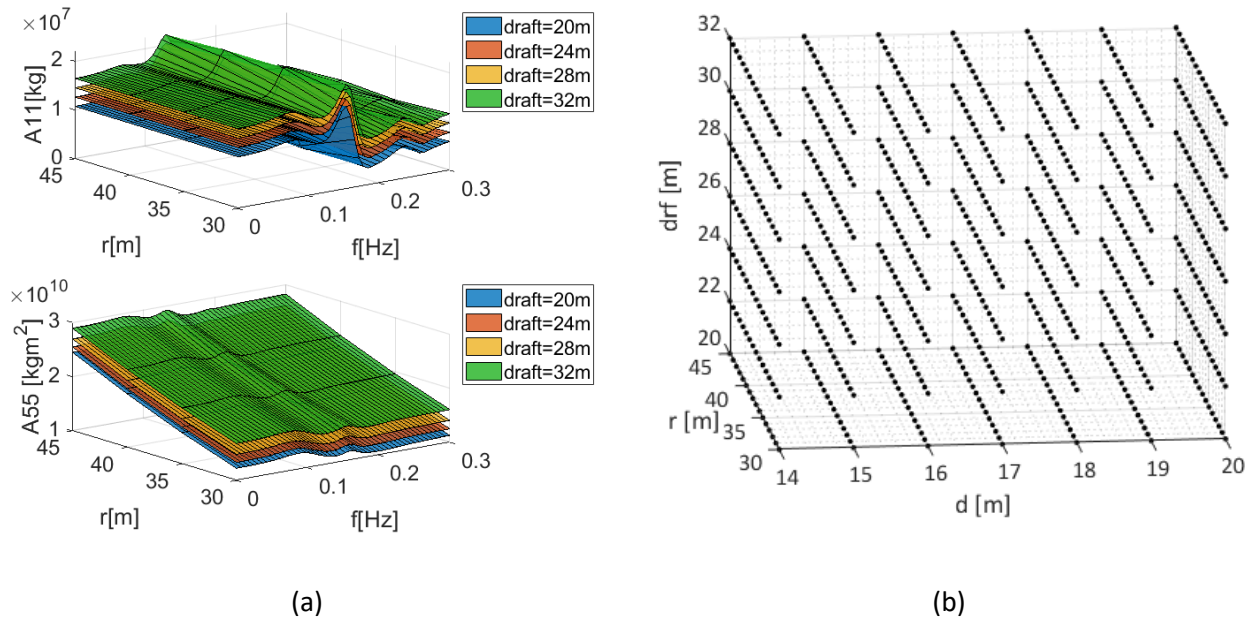 ×10^7
2
1
0
A11[kg]
45
40
35
30
r[m]
0
0.1
0.2
0.3
f[Hz]
draft=20m
draft=24m
draft=28m
draft=32m
×10^10
3
2
1
A55 [kgm^2]
45
40
35
30
r[m]
0
0.1
0.2
0.3
f[Hz]
draft=20m
draft=24m
draft=28m
draft=32m
(a)
32
30
28
26
24
22
20
drf [m]
45
40
35
30
r [m]
14
15
16
17
18
19
20
d [m]
(b)